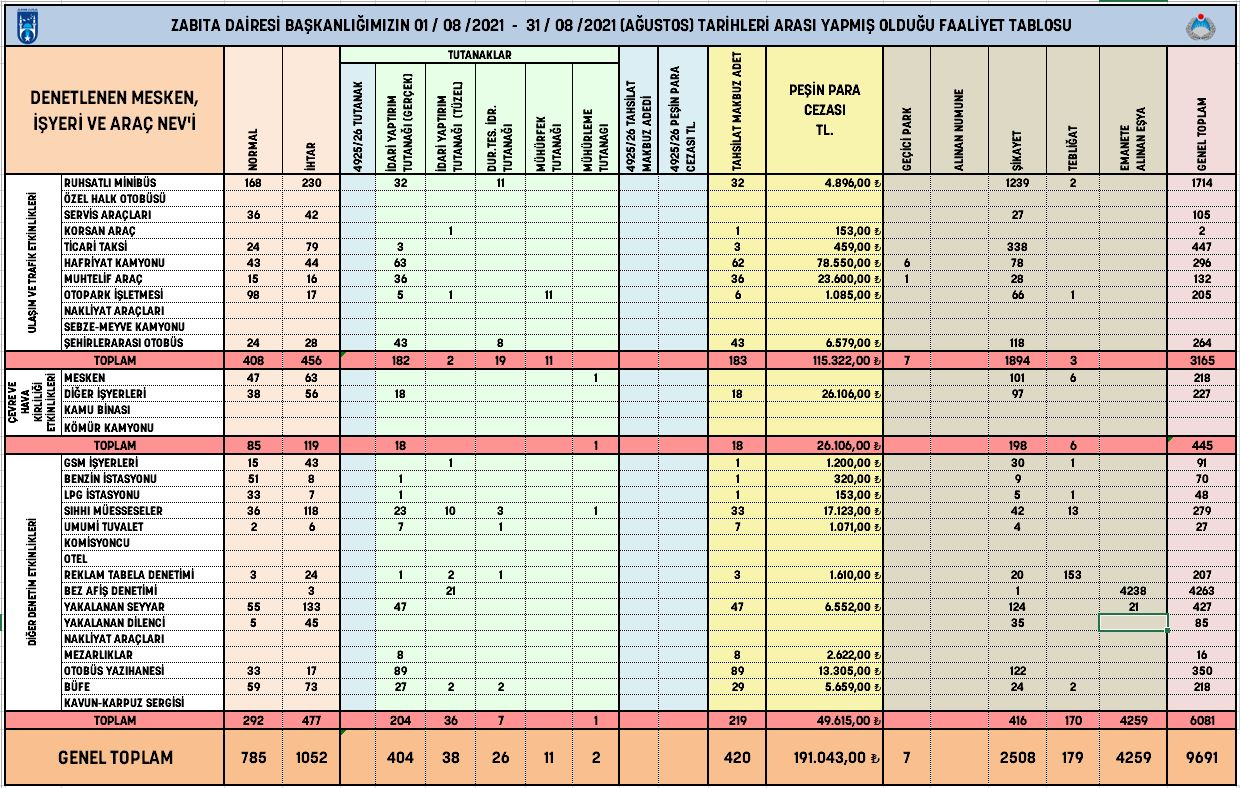 ZABITA DAİRESİ BAŞKANLIĞIMIZIN 01 / 08 /2021 - 31 / 08 /2021 (AĞUSTOS) TARİHLERİ ARASI YAPMIŞ OLDUĞU FAALİYET TABLOSU
DENETLENEN MESKEN,
İŞYERİ VE ARAÇ NEV'İ
NORMAL
İHTAR
TUTANAKLAR
4925/26 TUTANAK
İDARİ YAPTIRIM
TUTANAĞI (GERÇEK)
İDARİ YAPTIRIM
TUTANAĞI (TÜZEL)
DUR.TES. İDR.
TUTANAĞI
MÜHÜRFEK
TUTANAĞI
MÜHÜRLEME
TUTANAGI
4925/26 TAHSİLAT
MAKBUZ ADEDİ
4925/26 PEŞİN PARA
CEZASI TL.
TAHSİLAT MAKBUZ ADET
PEŞİN PARA
CEZASI
TL.
GEÇİCİ PARK
ALINAN NUMUNE
ŞİKAYET
TEBLİĞAT
EMANETE
ALINAN EŞYA
GENEL TOPLAM
ULAŞIM VE TRAFİK ETKİNLİKLERİ
RUHSATLI MİNİBÜS 168 230 32 11 32 4.896,00 ₺ 1239 2 1714
ÖZEL HALK OTOBÜSÜ
SERVİS ARAÇLARI 36 42 27 105
KORSAN ARAÇ 1 1 153,00 ₺ 2
TİCARİ TAKSİ 24 79 3 3 459,00 ₺ 338 447
HAFRİYAT KAMYONU 43 44 63 62 78.550,00 ₺ 6 78 296
MUHTELİF ARAÇ 15 16 36 36 23.600,00 ₺ 1 28 132
OTOPARK İŞLETMESİ 98 17 5 1 11 6 1.085,00 ₺ 66 1 205
NAKLİYAT ARAÇLARI
SEBZE-MEYVE KAMYONU
ŞEHİRLERARASI OTOBÜS 24 28 43 8 43 6.579,00 ₺ 118 264
TOPLAM 408 456 182 2 19 11 183 115.322,00 ₺ 7 1894 3 3165
ÇEVRE VE
HAVA
KİRLİLİĞİ
ETKİNLİKLERİ
MESKEN 47 63 1 101 6 218
DİĞER İŞYERLERİ 38 56 18 18 26.106,00 ₺ 97 227
KAMU BİNASI
KÖMÜR KAMYONU
TOPLAM 85 119 18 1 18 26.106,00 ₺ 198 6 445
DİĞER DENETİM ETKİNLİKLERİ
GSM İŞYERLERİ 15 43 1 1 1.200,00 ₺ 30 1 91
BENZİN İSTASYONU 51 8 1 1 320,00 ₺ 9 70
LPG İSTASYONU 33 7 1 1 153,00 ₺ 5 1 48
SIHHI MÜESSESELER 36 118 23 10 3 1 33 17.123,00 ₺ 42 13 279
UMUMİ TUVALET 2 6 7 1 7 1.071,00 ₺ 4 27
KOMİSYONCU
OTEL
REKLAM TABELA DENETİMİ 3 24 1 2 1 3 1.610,00 ₺ 20 153 207
BEZ AFİŞ DENETİMİ 3 21 1 4238 4263
YAKALANAN SEYYAR 55 133 47 47 6.552,00 ₺ 124 21 427
YAKALANAN DİLENCİ 5 45 35 85
NAKLİYAT ARAÇLARI
MEZARLIKLAR 8 8 2.622,00 ₺ 16
OTOBÜS YAZIHANESİ 33 17 89 89 13.305,00 ₺ 122 350
BÜFE 59 73 27 2 2 29 5.659,00 ₺ 24 2 218
KAVUN-KARPUZ SERGİSİ
TOPLAM 292 477 204 36 7 1 219 49.615,00 ₺ 416 170 4259 6081
GENEL TOPLAM 785 1052 404 38 26 11 2 420 191.043,00 ₺ 7 2508 179 4259 9691